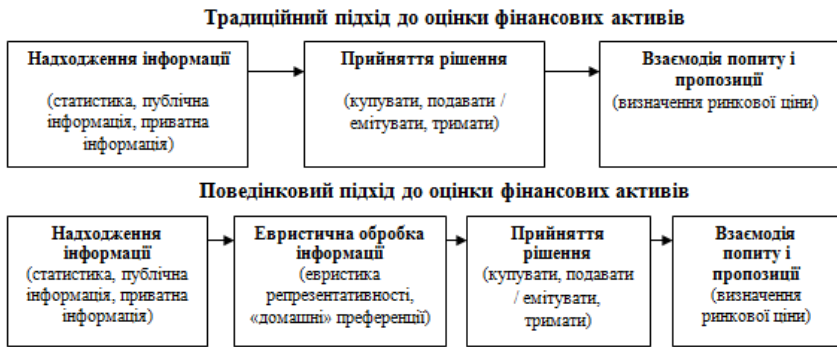 Традиційний підхід до оцінки фінансових активів
Надходження інформації
(статистика, публічна
інформація, приватна
інформація)
Прийняття рішення
(купувати, подавати /
емітувати, тримати)
Взаємодія попиту і
пропозиції
(визначення ринкової ціни)
Поведінковий підхід до оцінки фінансових активів
Надходження
інформації
(статистика, публічна
інформація, приватна
інформація)
Евристична обробка
інформації
(евристика
репрезентативності,
«домашні» преференції)
Прийняття
рішення
(купувати, подавати
/ емітувати,
тримати)
Взаємодія
попиту і
пропозиції
(визначення
ринкової ціни)